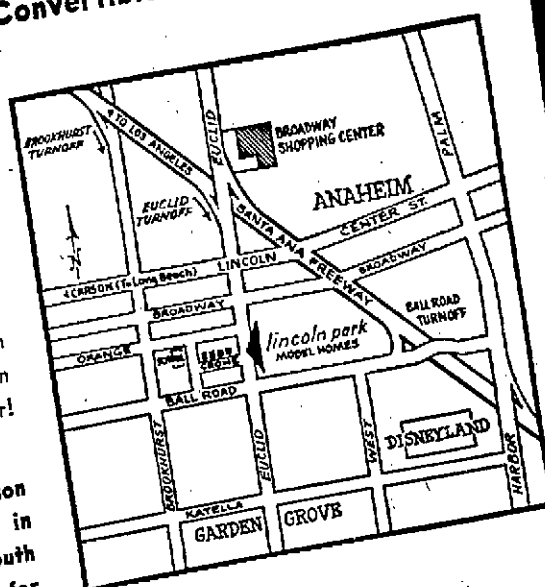 Convertible
BROOKHURST
TURNOFF
TO LOS ANGELES
EUCLID
BROADWAY
SHOPPING CENTER
PALM
EUCLID
TURNOFF
ANAHEIM
SANTA ANA FREEWAY
CENTER ST.
CARSON (To Long Beach)
LINCOLN
BROADWAY
BROADWAY
BALL ROAD
TURNOFF
ORANGE
lincoln park
MODEL HOMES
BALL ROAD
BROOKHURST
EUCLID
WEST
DISNEYLAND
HARBOR
KATELLA
GARDEN GROVE
n
n
r!
son
in
outh
for